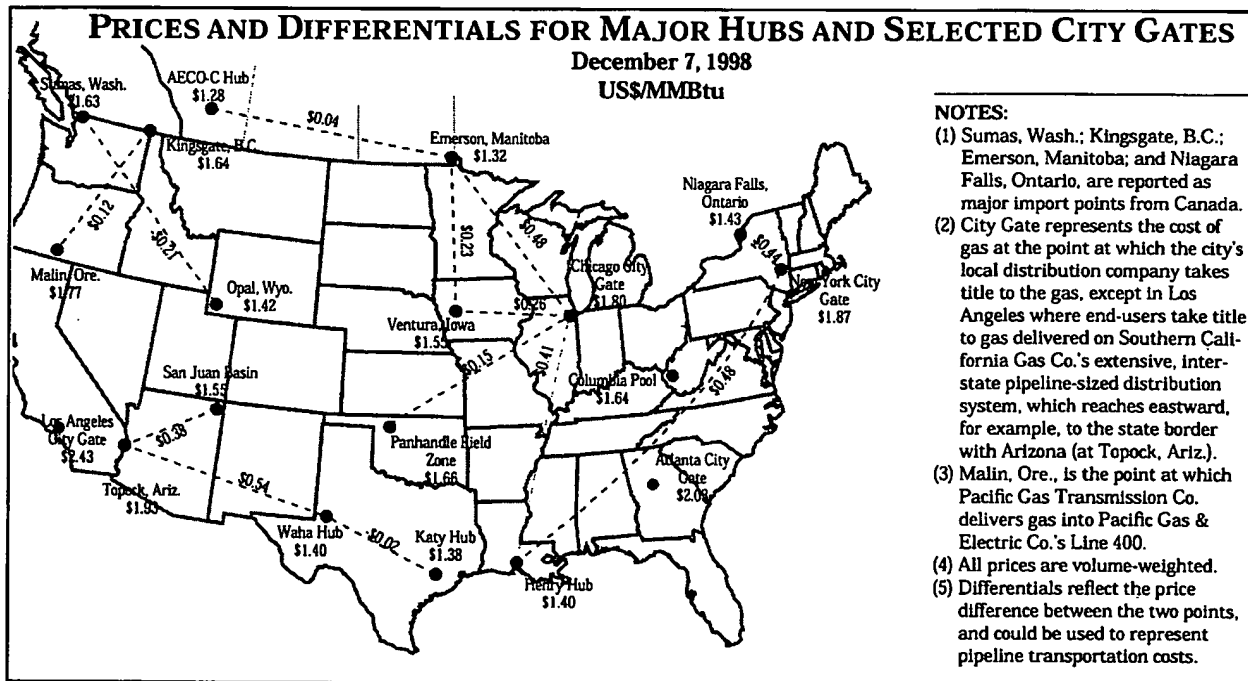 PRICES AND DIFFERENTIALS FOR MAJOR HUBS AND SELECTED CITY GATES
December 7, 1998
US$/MMBtu
Sumas, Wash.
$1.63
AECO-C Hub
$1.28
$0.04
Kingsgate, B.C.
$1.64
Emerson, Manitoba
$1.32
Niagara Falls,
Ontario
$1.43
$0.12
-$0.21
$0.23
$0.48
$0.44
Malin, Ore.
$1.77
Opal, Wyo.
$1.42
Chicago City
Gate
$1.80
New York City
Gate
$1.87
$0.26
Ventura, Iowa
$1.55
$0.15
$0.41
$0.48
San Juan Basin
$1.55
Columbia Pool
$1.64
Los Angeles
City Gate
$2.43
$0.38
Panhandle Field
Zone
$1.66
Topock, Ariz.
$1.93
$0.54
Atlanta City
Gate
Waha Hub
$1.40
$0.02
Katy Hub
$1.38
Henry Hub
$1.40
NOTES:
(1) Sumas, Wash.; Kingsgate, B.C.;
Emerson, Manitoba; and Niagara
Falls, Ontario, are reported as
major import points from Canada.
(2) City Gate represents the cost of
gas at the point at which the city's
local distribution company takes
title to the gas, except in Los
Angeles where end-users take title
to gas delivered on Southern Cali-
fornia Gas Co.'s extensive, inter-
state pipeline-sized distribution
system, which reaches eastward,
for example, to the state border
with Arizona (at Topock, Ariz.).
(3) Malin, Ore., is the point at which
Pacific Gas Transmission Co.
delivers gas into Pacific Gas &
Electric Co.'s Line 400.
(4) All prices are volume-weighted.
(5) Differentials reflect the price
difference between the two points,
and could be used to represent
pipeline transportation costs.